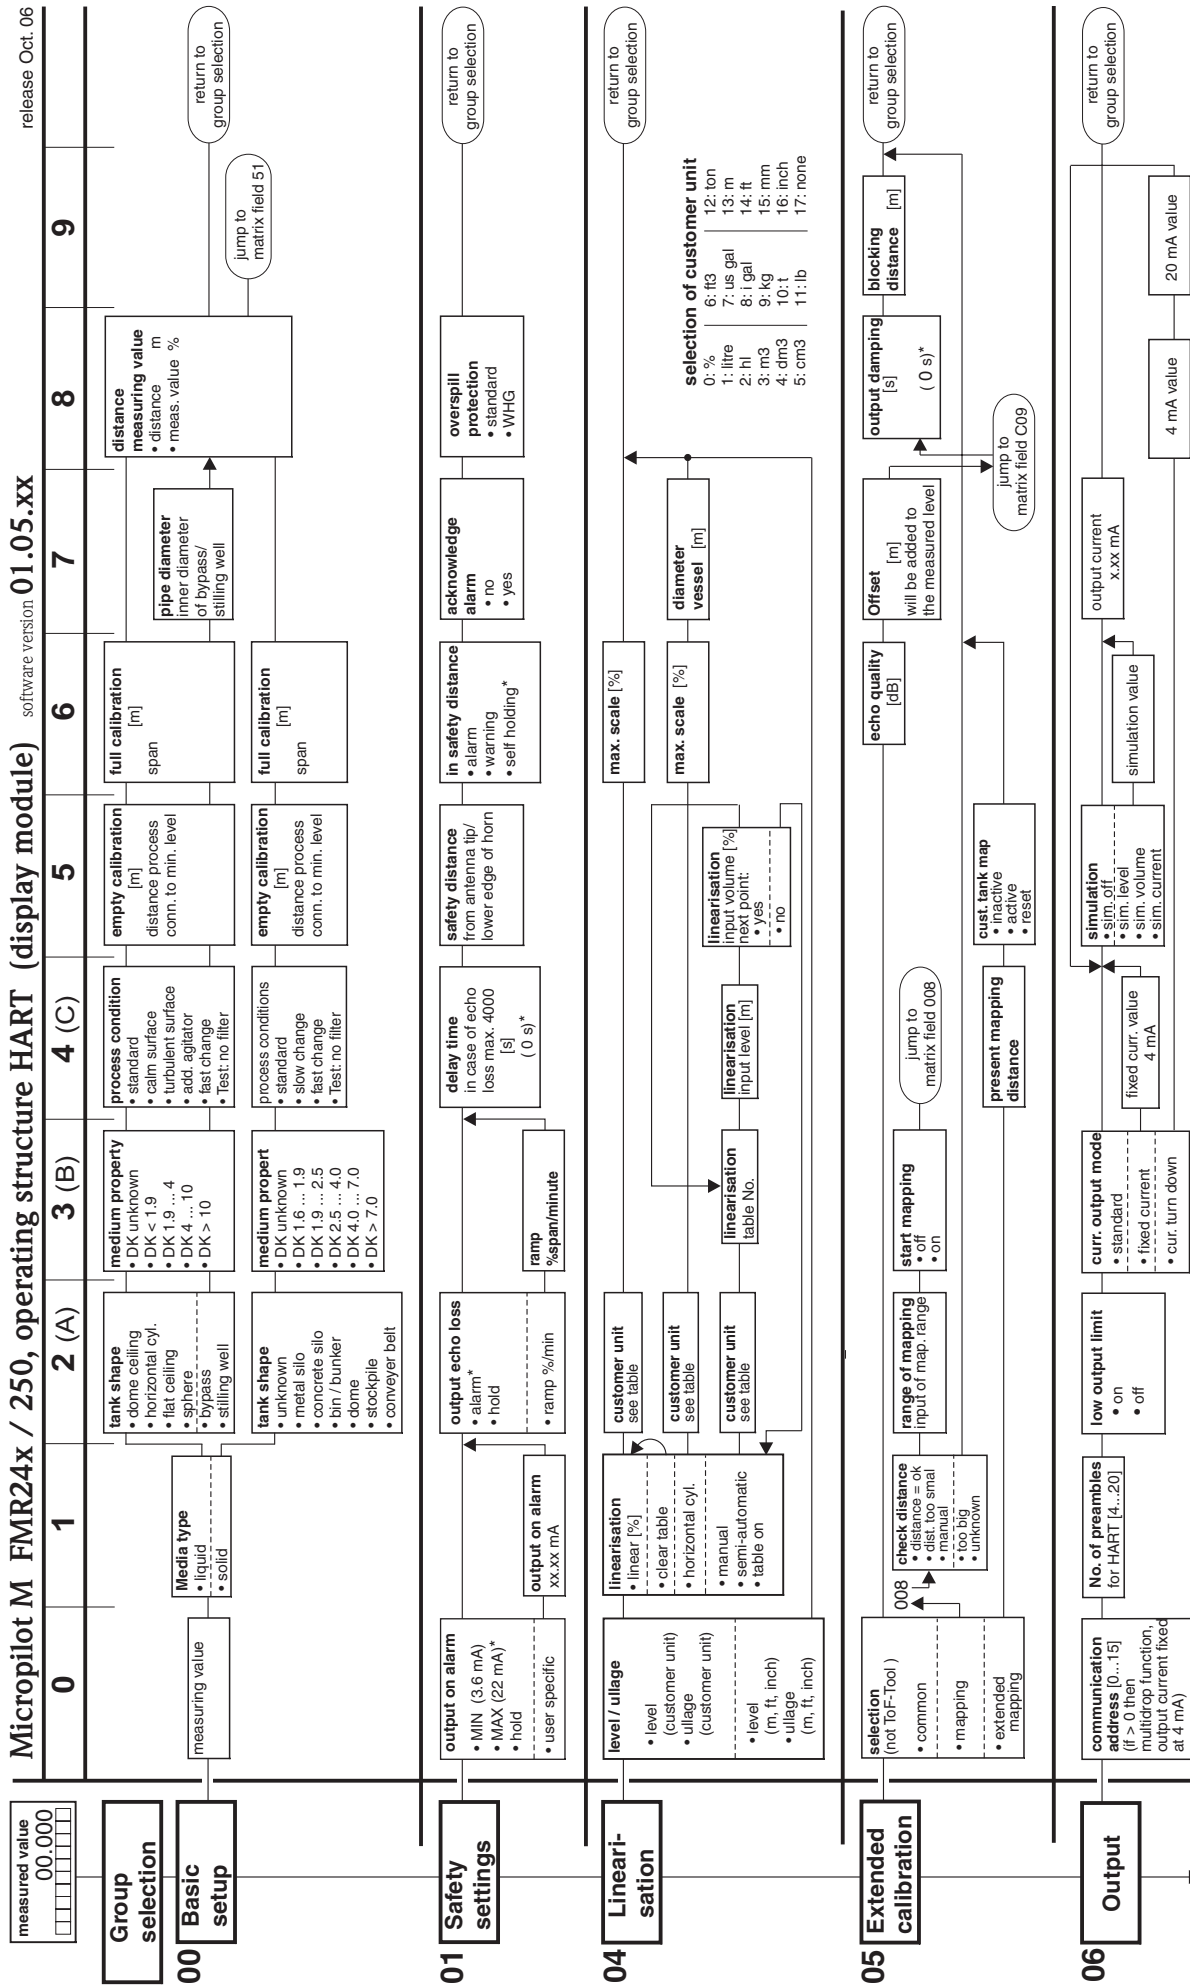 Micropilot M FMR24x / 250, operating structure HART (display module) software version 01.05.xx
release Oct. 06
measured value
00.000
0
1
2 (A)
3 (B)
4 (C)
5
6
7
8
9
Group
selection
00
Basic
setup
measuring value
Media type
• liquid
• solid
tank shape
• dome ceiling
• horizontal cyl.
• flat ceiling
• sphere
• bypass
• stilling well
medium property
• DK unknown
• DK < 1.9
• DK 1.9 ... 4
• DK 4 ... 10
• DK > 10
process condition
• standard
• calm surface
• turbulent surface
• add. agitator
• fast change
• Test: no filter
empty calibration
[m]
distance process
conn. to min. level
full calibration
[m]
span
pipe diameter
inner diameter
of bypass/
stilling well
distance
measuring value
• distance m
• meas. value %
return to
group selection
jump to
matrix field 51
tank shape
• unknown
• metal silo
• concrete silo
• bin / bunker
• dome
• stockpile
• conveyer belt
medium propert
• DK unknown
• DK 1.6 ... 1.9
• DK 1.9 ... 2.5
• DK 2.5 ... 4.0
• DK 4.0 ... 7.0
• DK > 7.0
process conditions
• standard
• slow change
• fast change
• Test: no filter
empty calibration
[m]
distance process
conn. to min. level
full calibration
[m]
span
01
Safety
settings
output on alarm
• MIN (3.6 mA)
• MAX (22 mA)*
• hold
• user specific
output on alarm
xx.xx mA
output echo loss
• alarm*
• hold
• ramp %/min
ramp
%span/minute
delay time
in case of echo
loss max. 4000
[s]
( 0 s)*
safety distance
from antenna tip/
lower edge of horn
in safety distance
• alarm
• warning
• self holding*
acknowledge
alarm
• no
• yes
overspill
protection
• standard
• WHG
return to
group selection
04
Lineari-
sation
level / ullage
• level
(customer unit)
• ullage
(customer unit)
• level
(m, ft, inch)
• ullage
(m, ft, inch)
linearisation
• linear [%]
• clear table
• horizontal cyl.
• manual
• semi-automatic
• table on
customer unit
see table
customer unit
see table
customer unit
see table
linearisation
table No.
linearisation
input level [m]
linearisation
input volume [%]
next point:
• yes
• no
max. scale [%]
max. scale [%]
diameter
vessel [m]
return to
group selection
selection of customer unit
0: % 6: ft3 12: ton
1: litre 7: us gal 13: m
2: hl 8: i gal 14: ft
3: m3 9: kg 15: mm
4: dm3 10: t 16: inch
5: cm3 11: lb 17: none
05
Extended
calibration
selection
(not ToF-Tool )
• common
• mapping
• extended
mapping
008
check distance
• distance = ok
• dist. too smal
• manual
• too big
• unknown
range of mapping
input of map. range
start mapping
• off
• on
jump to
matrix field 008
present mapping
distance
cust. tank map
• inactive
• active
• reset
echo quality
[dB]
Offset
[m]
will be added to
the measured level
jump to
matrix field C09
output damping
[s]
( 0 s)*
blocking
distance [m]
return to
group selection
06
Output
communication
address [0...15]
(if > 0 then
multidrop function,
output current fixed
at 4 mA)
No. of preambles
for HART [4...20]
low output limit
• on
• off
curr. output mode
• standard
• fixed current
• cur. turn down
fixed curr. value
4 mA
simulation
• sim. off
• sim. level
• sim. volume
• sim. current
simulation value
output current
x.xx mA
4 mA value
20 mA value
return to
group selection